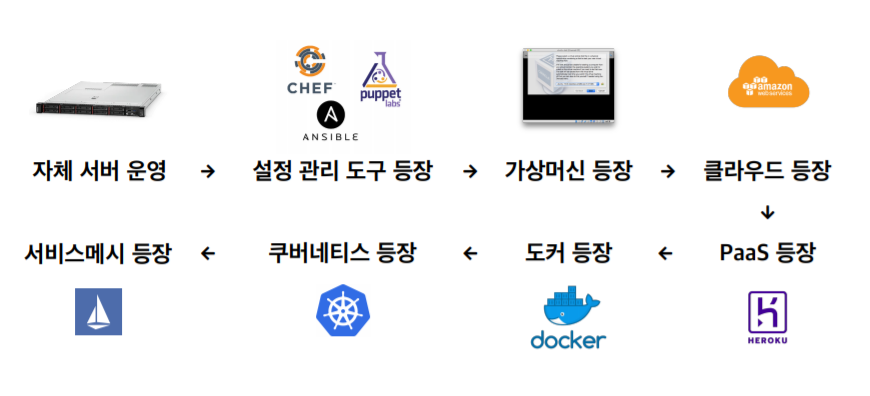 CHEF
puppet
labs
ANSIBLE
amazon
web services
자체 서버 운영 → 설정 관리 도구 등장 → 가상머신 등장 → 클라우드 등장
↓
서비스메시 등장 ← 쿠버네티스 등장 ← 도커 등장 ← PaaS 등장
docker
HEROKU